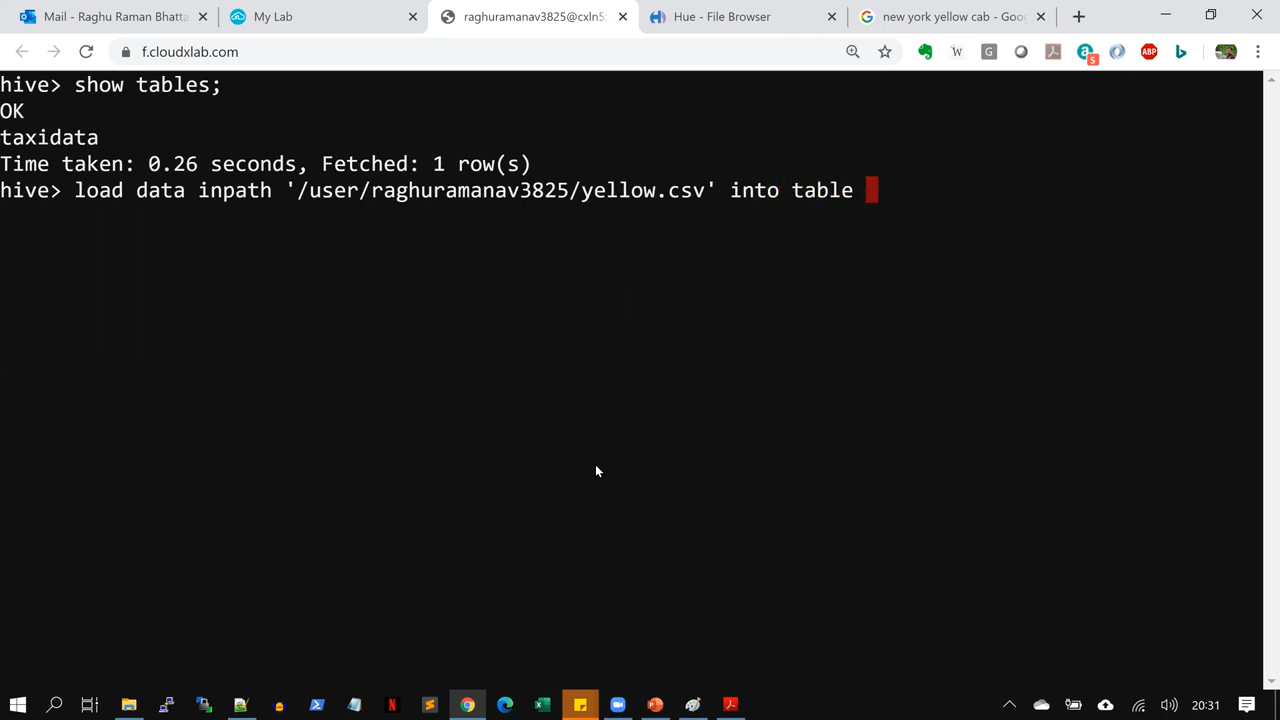 Mail - Raghu Raman Bhatta
My Lab
raghuramanav3825@cxln5
Hue - File Browser
new york yellow cab - Goo
f.cloudxlab.com
5
ABP
hive> show tables;
OK
taxidata
Time taken: 0.26 seconds, Fetched: 1 row(s)
hive> load data inpath '/user/raghuramanav3825/yellow.csv' into table
20:31